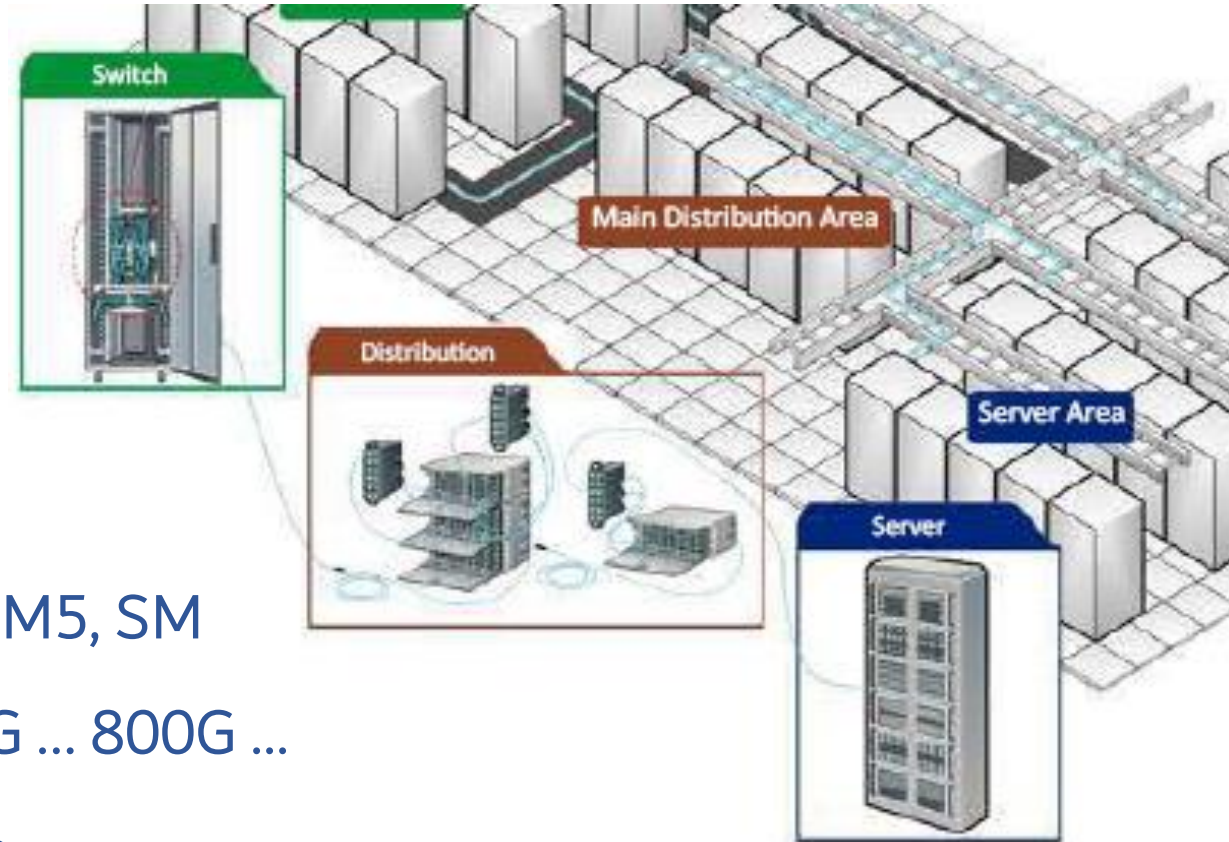 Switch
Main Distribution Area
Distribution
Server Area
Server
M5, SM
G ... 800G ...